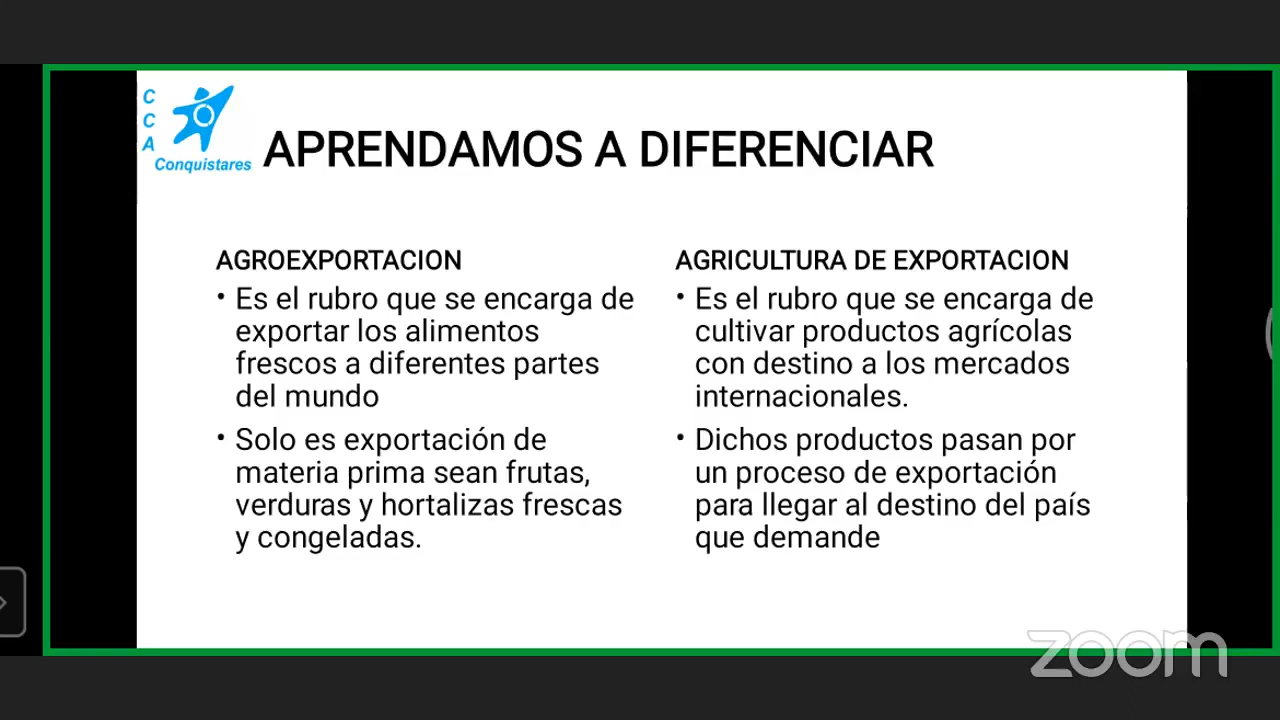 C
C
A
Conquistares
APRENDAMOS A DIFERENCIAR
AGROEXPORTACION
• Es el rubro que se encarga de
exportar los alimentos
frescos a diferentes partes
del mundo
• Solo es exportación de
materia prima sean frutas,
verduras y hortalizas frescas
y congeladas.
AGRICULTURA DE EXPORTACION
• Es el rubro que se encarga de
cultivar productos agrícolas
con destino a los mercados
internacionales.
• Dichos productos pasan por
un proceso de exportación
para llegar al destino del país
que demande
zoom